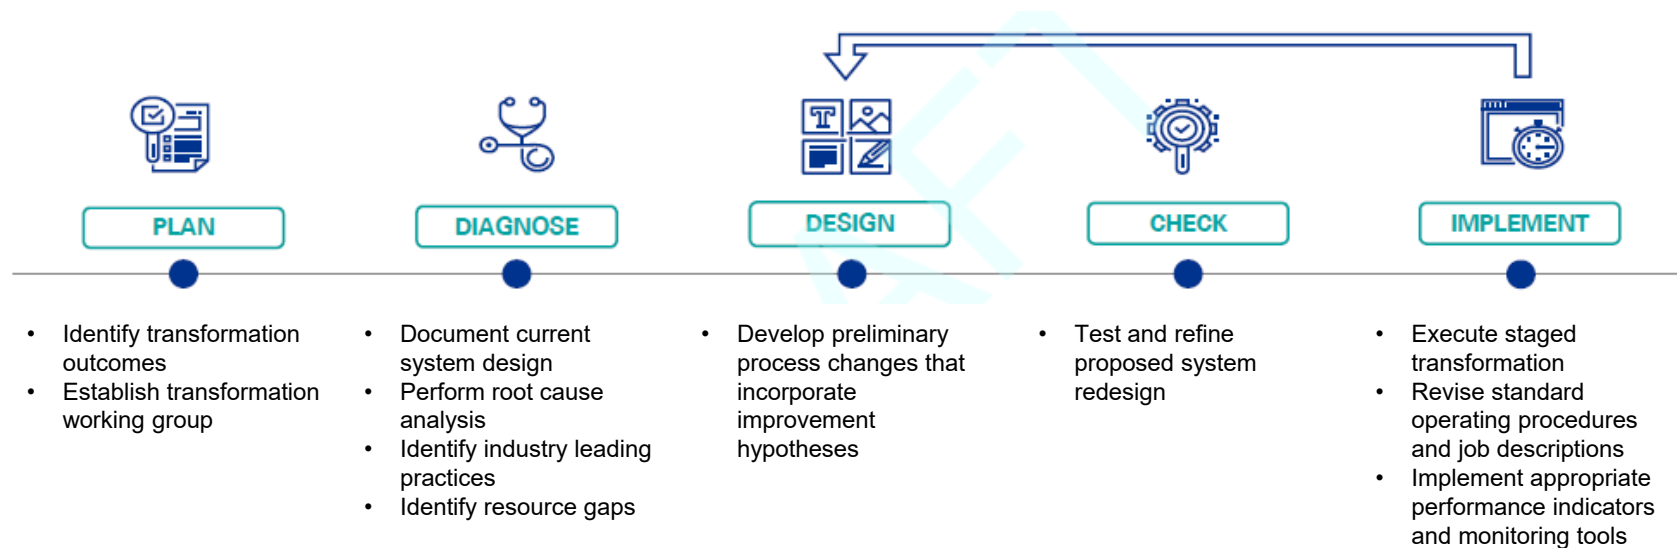 PLAN
DIAGNOSE
DESIGN
CHECK
IMPLEMENT
• Identify transformation
outcomes
• Establish transformation
working group
• Document current
system design
• Perform root cause
analysis
• Identify industry leading
practices
• Identify resource gaps
• Develop preliminary
process changes that
incorporate
improvement
hypotheses
• Test and refine
proposed system
redesign
• Execute staged
transformation
• Revise standard
operating procedures
and job descriptions
• Implement appropriate
performance indicators
and monitoring tools